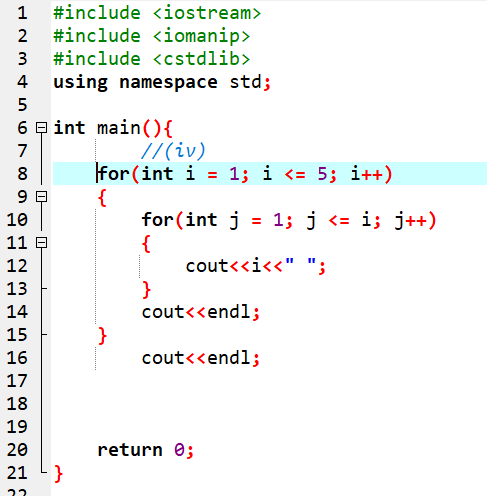 1 #include <iostream>
2 #include <iomanip>
3 #include <cstdlib>
4 using namespace std;
5
6 int main(){
7 //(iv)
8 for(int i = 1; i <= 5; i++)
9 {
10 for(int j = 1; j <= i; j++)
11 {
12 cout<<i<<" ";
13 }
14 cout<<endl;
15 }
16 cout<<endl;
17
18
19
20 return 0;
21 }
22